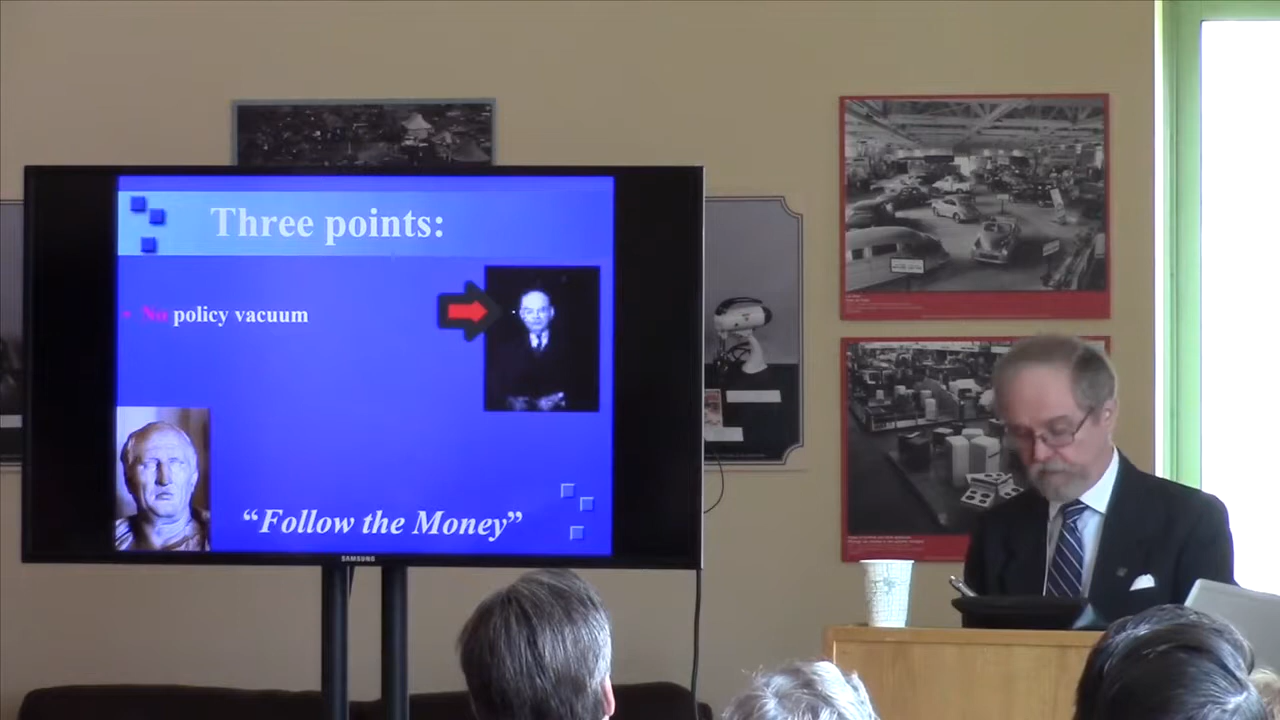 Three points:
• No policy vacuum
“Follow the Money”
SAMSUNG